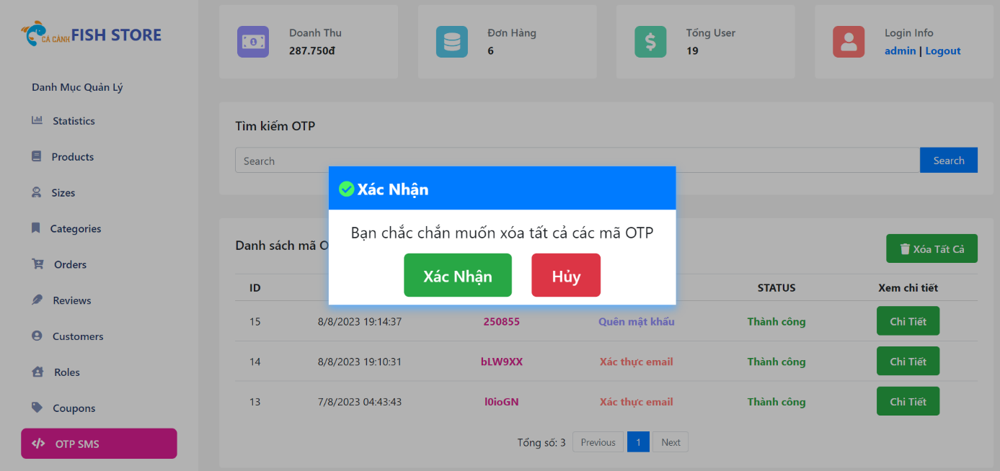 CÁ CẢNH FISH STORE
Danh Mục Quản Lý
Statistics
Products
Sizes
Categories
Orders
Reviews
Customers
Roles
Coupons
OTP SMS
Doanh Thu
287.750đ
Đơn Hàng
6
Tổng User
19
Login Info
admin | Logout
Tìm kiếm OTP
Search
Search
Xác Nhận
Bạn chắc chắn muốn xóa tất cả các mã OTP
Xác Nhận Hủy
Danh sách mã O
Xóa Tất Cả
ID STATUS Xem chi tiết
15 8/8/2023 19:14:37 250855 Quên mật khẩu Thành công Chi Tiết
14 8/8/2023 19:10:31 bLW9XX Xác thực email Thành công Chi Tiết
13 7/8/2023 04:43:43 l0ioGN Xác thực email Thành công Chi Tiết
Tổng số: 3 Previous 1 Next